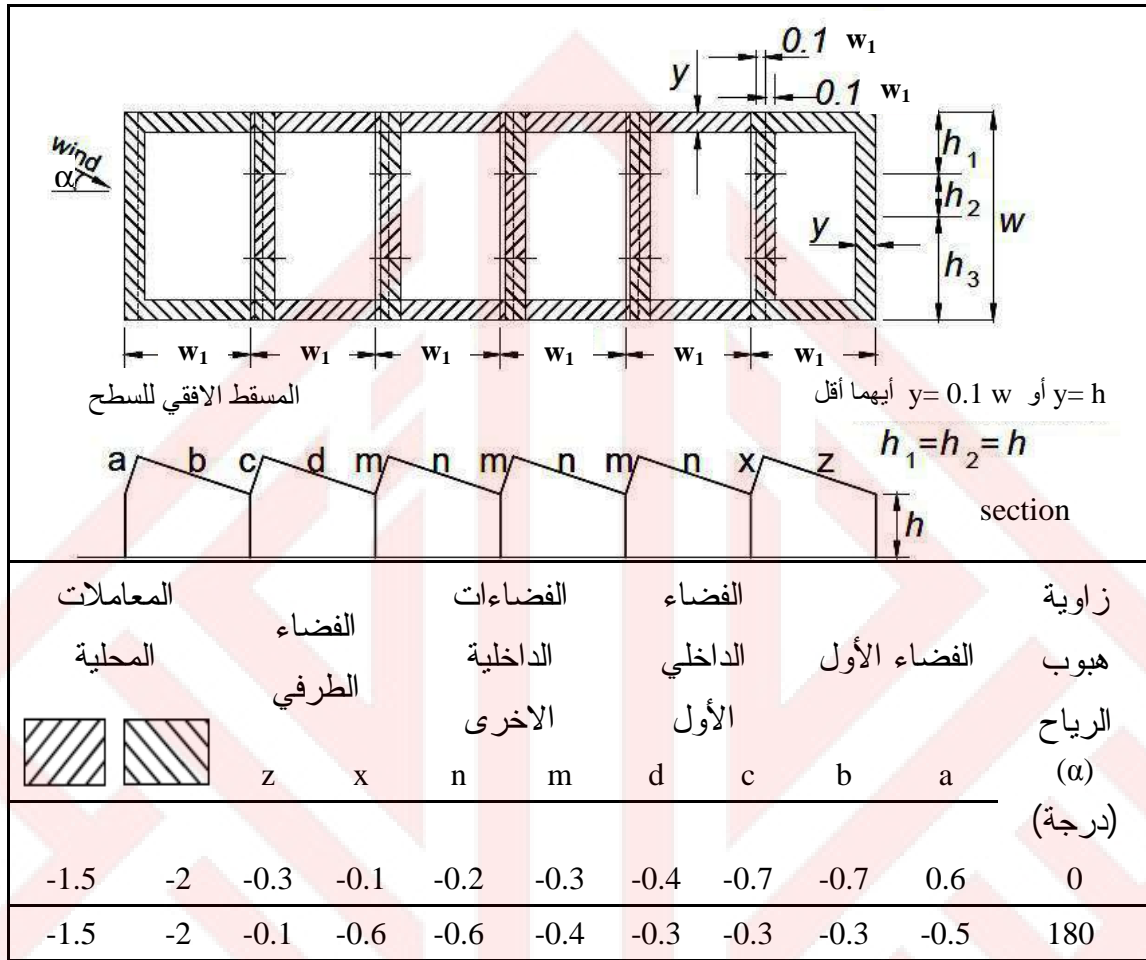 0.1 w₁
y
0.1 w₁
wind
α
h₁
h₂
h₃
w
y
w₁ w₁ w₁ w₁ w₁ w₁
المسقط الافقي للسطح
y= h أو y= 0.1 w أيهما أقل
h₁=h₂=h
a b c d m n m n m n x z
h
section
زاوية هبوب الرياح (α) (درجة)
الفضاء الأول
الفضاء الداخلي الأول
الفضاءات الداخلية الاخرى
الفضاء الطرفي
المعاملات المحلية
z x n m d c b a
-1.5 -2 -0.3 -0.1 -0.2 -0.3 -0.4 -0.7 -0.7 0.6 0
-1.5 -2 -0.1 -0.6 -0.6 -0.4 -0.3 -0.3 -0.3 -0.5 180